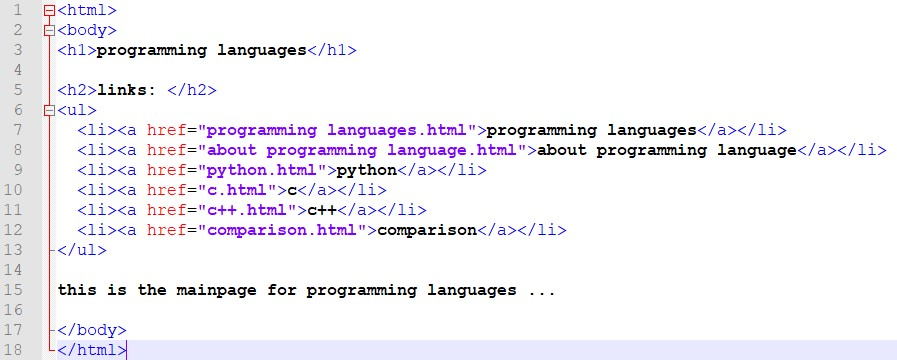 1 <html>
2 <body>
3 <h1>programming languages</h1>
4
5 <h2>links: </h2>
6 <ul>
7   <li><a href="programming languages.html">programming languages</a></li>
8   <li><a href="about programming language.html">about programming language</a></li>
9   <li><a href="python.html">python</a></li>
10   <li><a href="c.html">c</a></li>
11   <li><a href="c++.html">c++</a></li>
12   <li><a href="comparison.html">comparison</a></li>
13 </ul>
14
15 this is the mainpage for programming languages ...
16
17 </body>
18 </html>